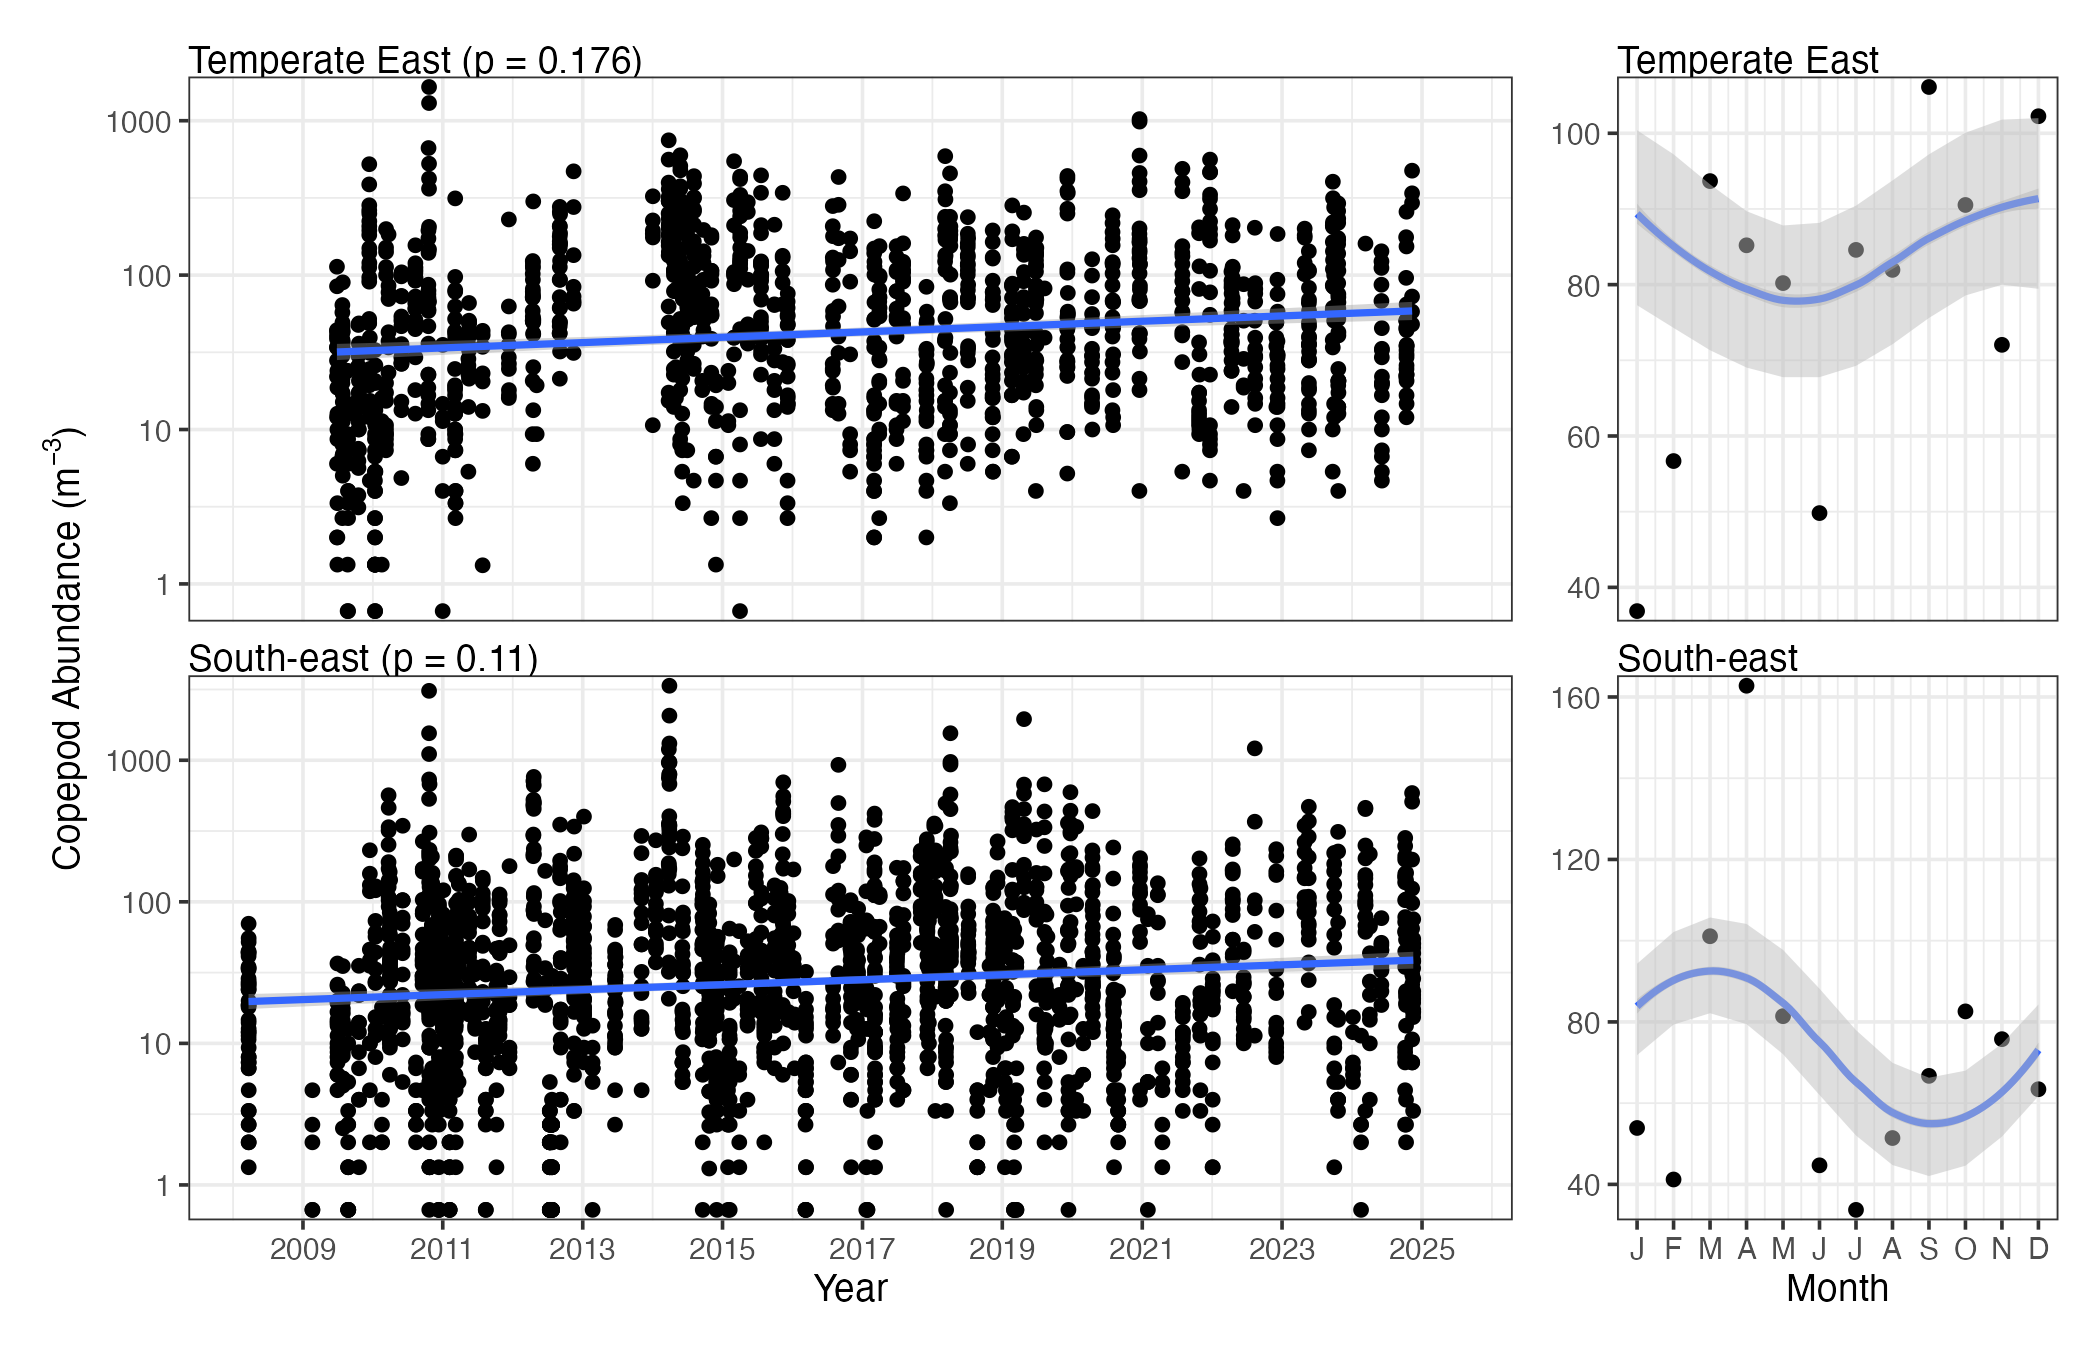 Temperate East (p = 0.176)
Temperate East
1000
100
10
1
100
80
60
40
Copepod Abundance (m⁻³)
South-east (p = 0.11)
South-east
1000
100
10
1
160
120
80
40
2009 2011 2013 2015 2017 2019 2021 2023 2025
J F M A M J J A S O N D
Year
Month